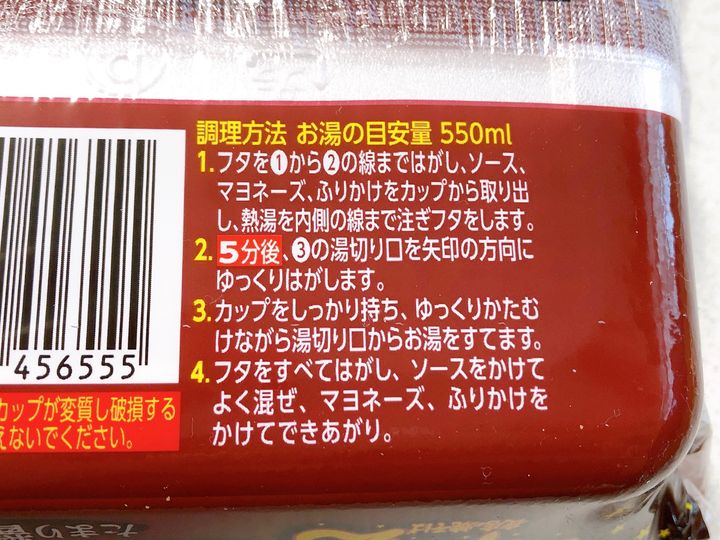 調理方法 お湯の目安量 550ml
1.フタを①から②の線まではがし、ソース、
マヨネーズ、ふりかけをカップから取り出
し、熱湯を内側の線まで注ぎフタをします。
2.5分後、③の湯切り口を矢印の方向に
ゆっくりはがします。
3.カップをしっかり持ち、ゆっくりかたむ
けながら湯切り口からお湯をすてます。
4.フタをすべてはがし、ソースをかけて
よく混ぜ、マヨネーズ、ふりかけを
かけてできあがり。
456555
カップが変質し破損する
えないでください。
たまり醤